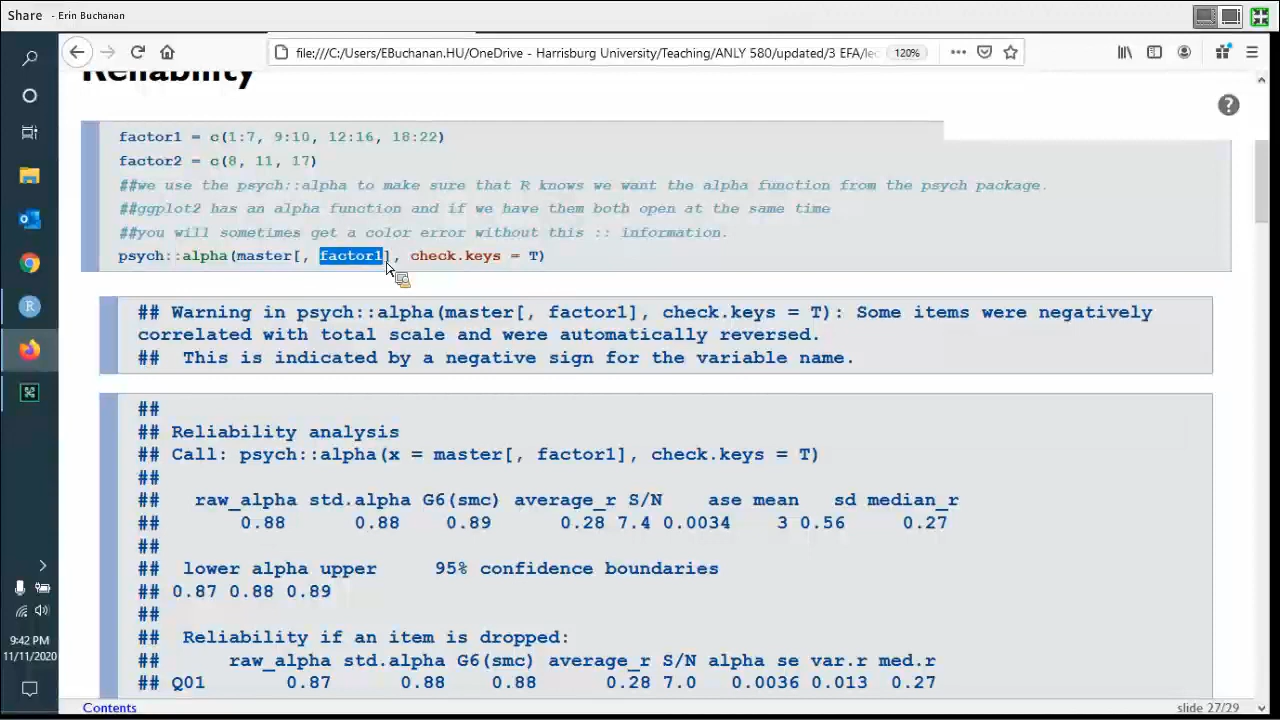 Share - Erin Buchanan
file:///C:/Users/EBuchanan.HU/OneDrive - Harrisburg University/Teaching/ANLY 580/updated/3 EFA/lec 120%
Reliability
factor1 = c(1:7, 9:10, 12:16, 18:22)
factor2 = c(8, 11, 17)
##we use the psych::alpha to make sure that R knows we want the alpha function from the psych package.
##ggplot2 has an alpha function and if we have them both open at the same time
##you will sometimes get a color error without this :: information.
psych::alpha(master[, factor1], check.keys = T)
## Warning in psych::alpha(master[, factor1], check.keys = T): Some items were negatively
correlated with total scale and were automatically reversed.
## This is indicated by a negative sign for the variable name.
##
## Reliability analysis
## Call: psych::alpha(x = master[, factor1], check.keys = T)
##
## raw_alpha std.alpha G6(smc) average_r S/N ase mean sd median_r
## 0.88 0.88 0.89 0.28 7.4 0.0034 3 0.56 0.27
##
## lower alpha upper 95% confidence boundaries
## 0.87 0.88 0.89
##
## Reliability if an item is dropped:
## raw_alpha std.alpha G6(smc) average_r S/N alpha se var.r med.r
## Q01 0.87 0.88 0.88 0.28 7.0 0.0036 0.013 0.27
9:42 PM
11/11/2020
Contents
slide 27/29